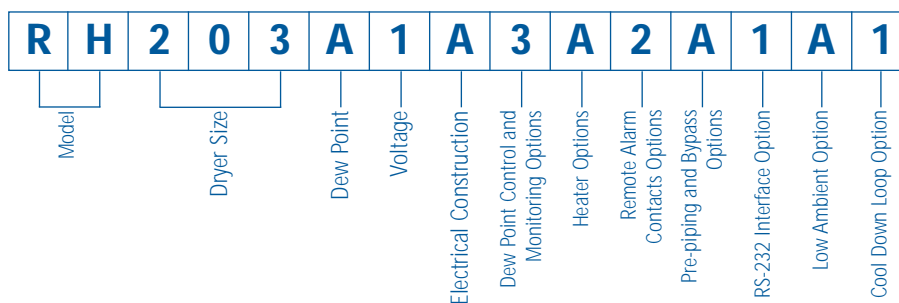 R H 2 0 3 A 1 A 3 A 2 A 1 A 1
Model
Dryer Size
Dew Point
Voltage
Electrical Construction
Dew Point Control and
Monitoring Options
Heater Options
Remote Alarm
Contacts Options
Pre-piping and Bypass
Options
RS-232 Interface Option
Low Ambient Option
Cool Down Loop Option